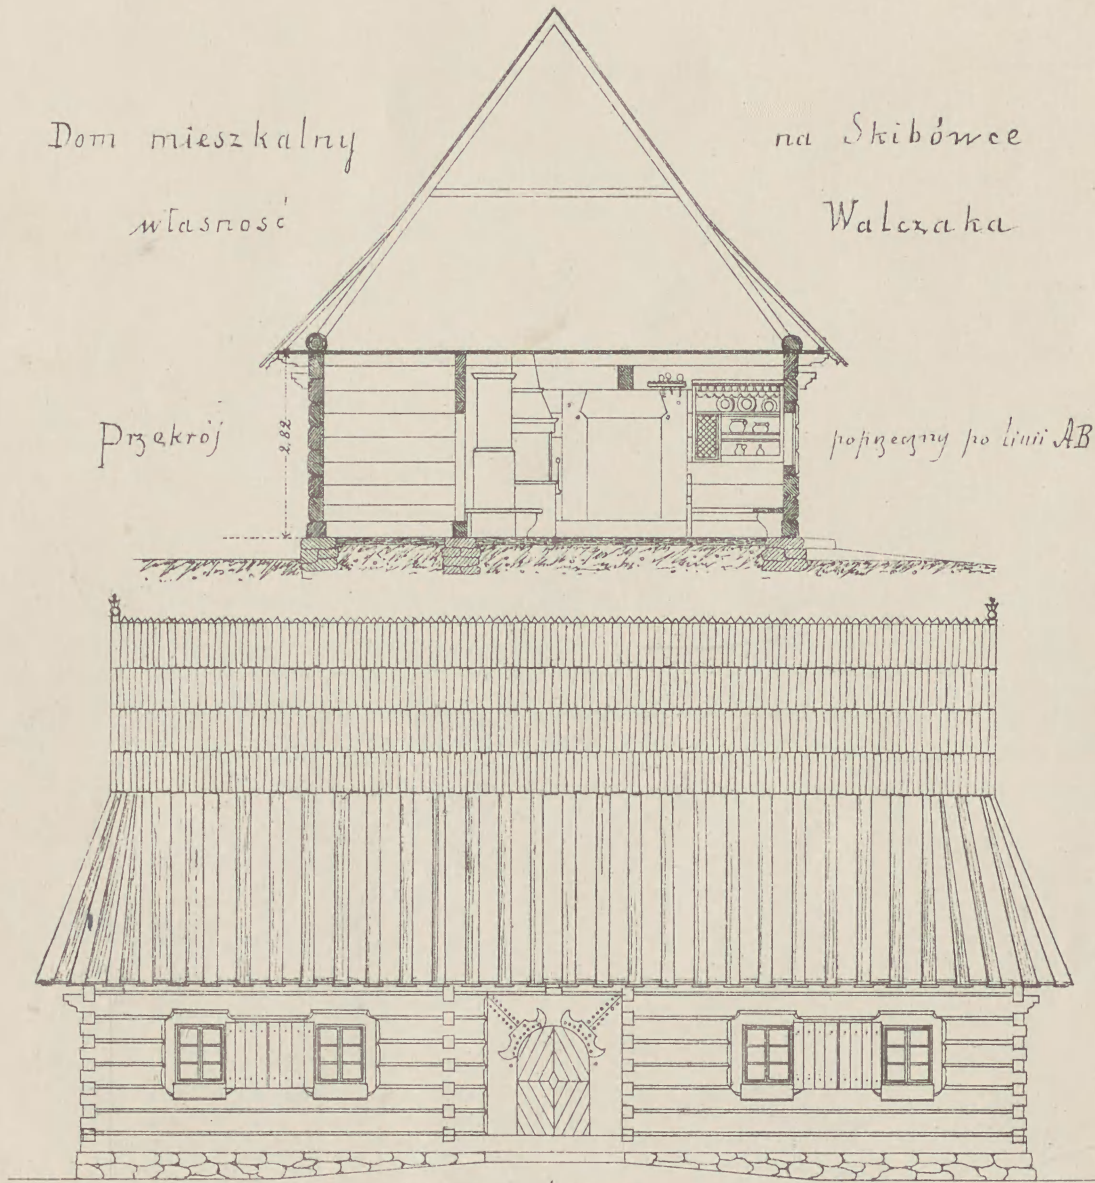 Dom mieszkalny na Skibówce
własność Walczaka
Przekrój poprzeczny po linii AB
2.82